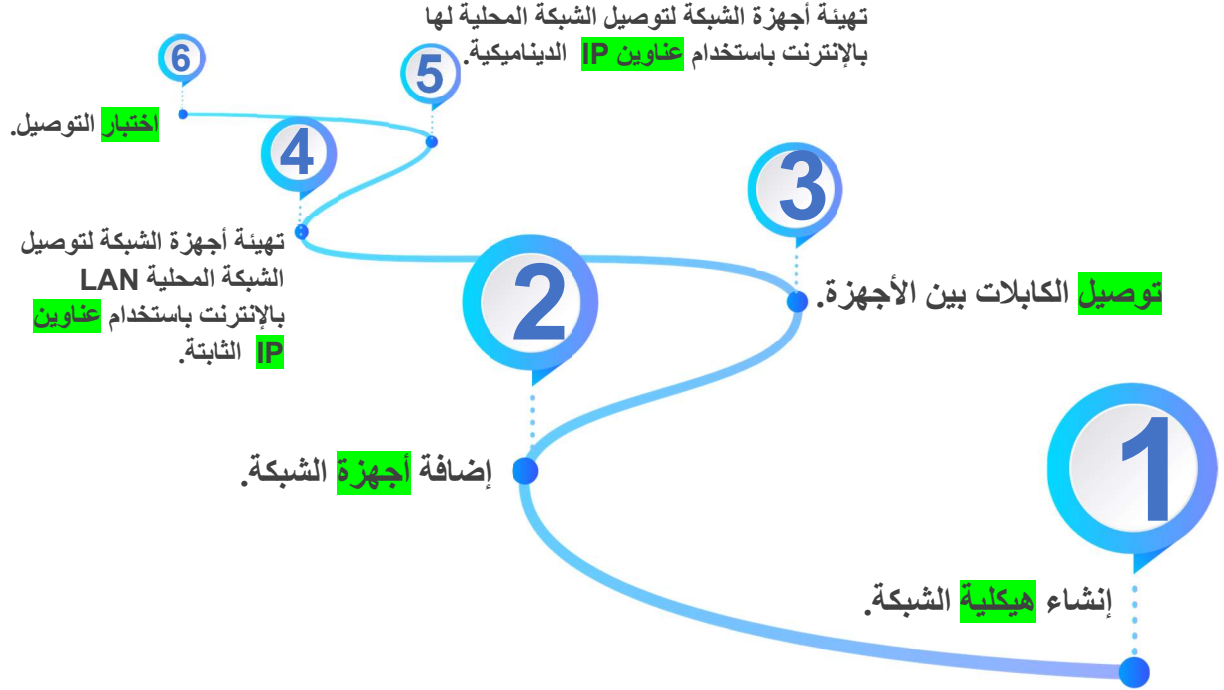 1
إنشاء هيكلية الشبكة.
2
إضافة أجهزة الشبكة.
3
توصيل الكابلات بين الأجهزة.
4
تهيئة أجهزة الشبكة لتوصيل
الشبكة المحلية LAN
بالإنترنت باستخدام عناوين
IP الثابتة.
5
تهيئة أجهزة الشبكة لتوصيل الشبكة المحلية لها
بالإنترنت باستخدام عناوين IP الديناميكية.
6
اختبار التوصيل.